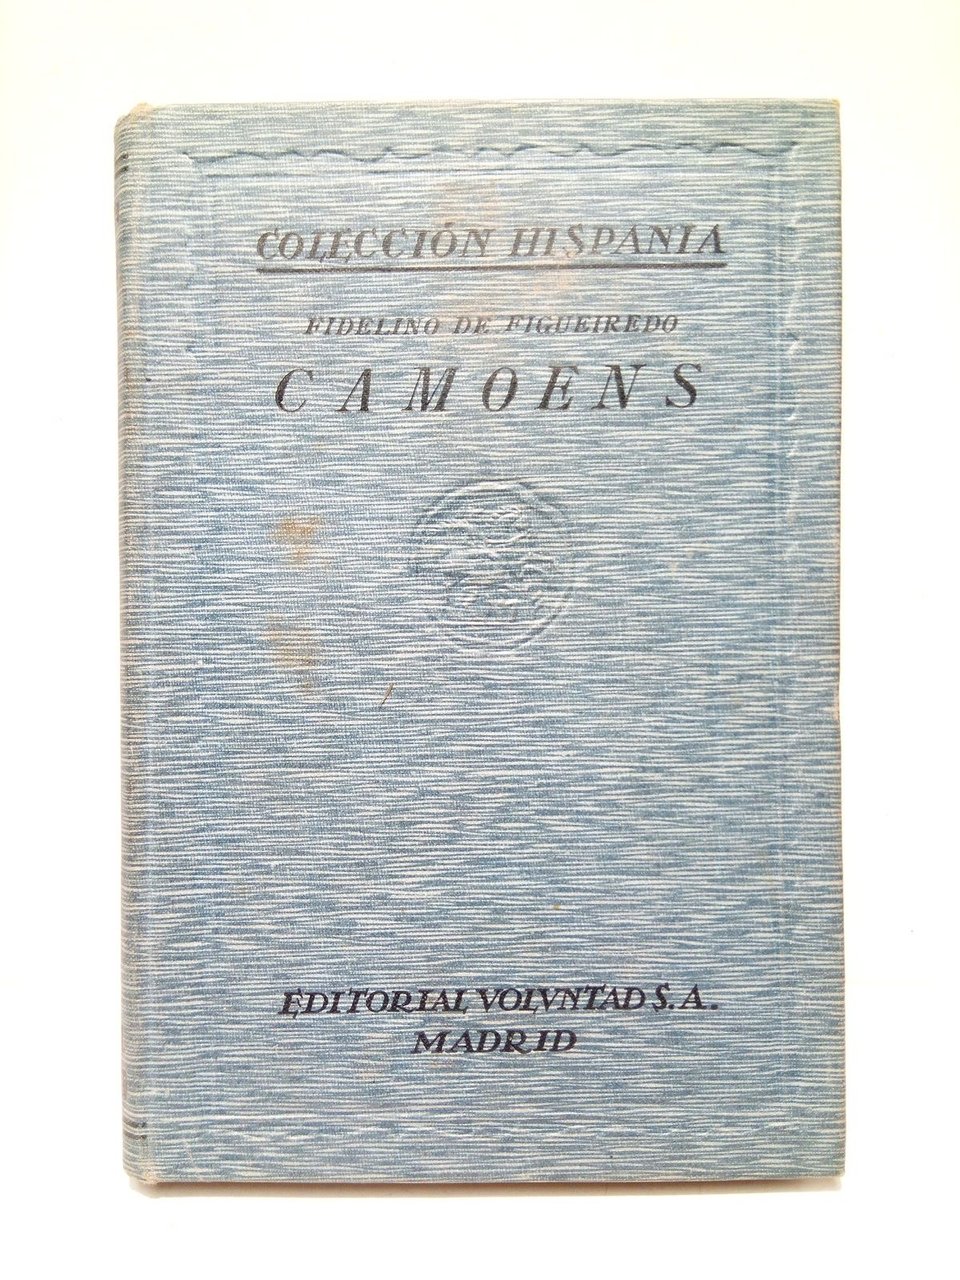 COLECCIÓN HISPANIA
FIDELINO DE FIGUEIREDO
CAMOENS
EDITORIAL VOLVNTAD S.A.
MADRID